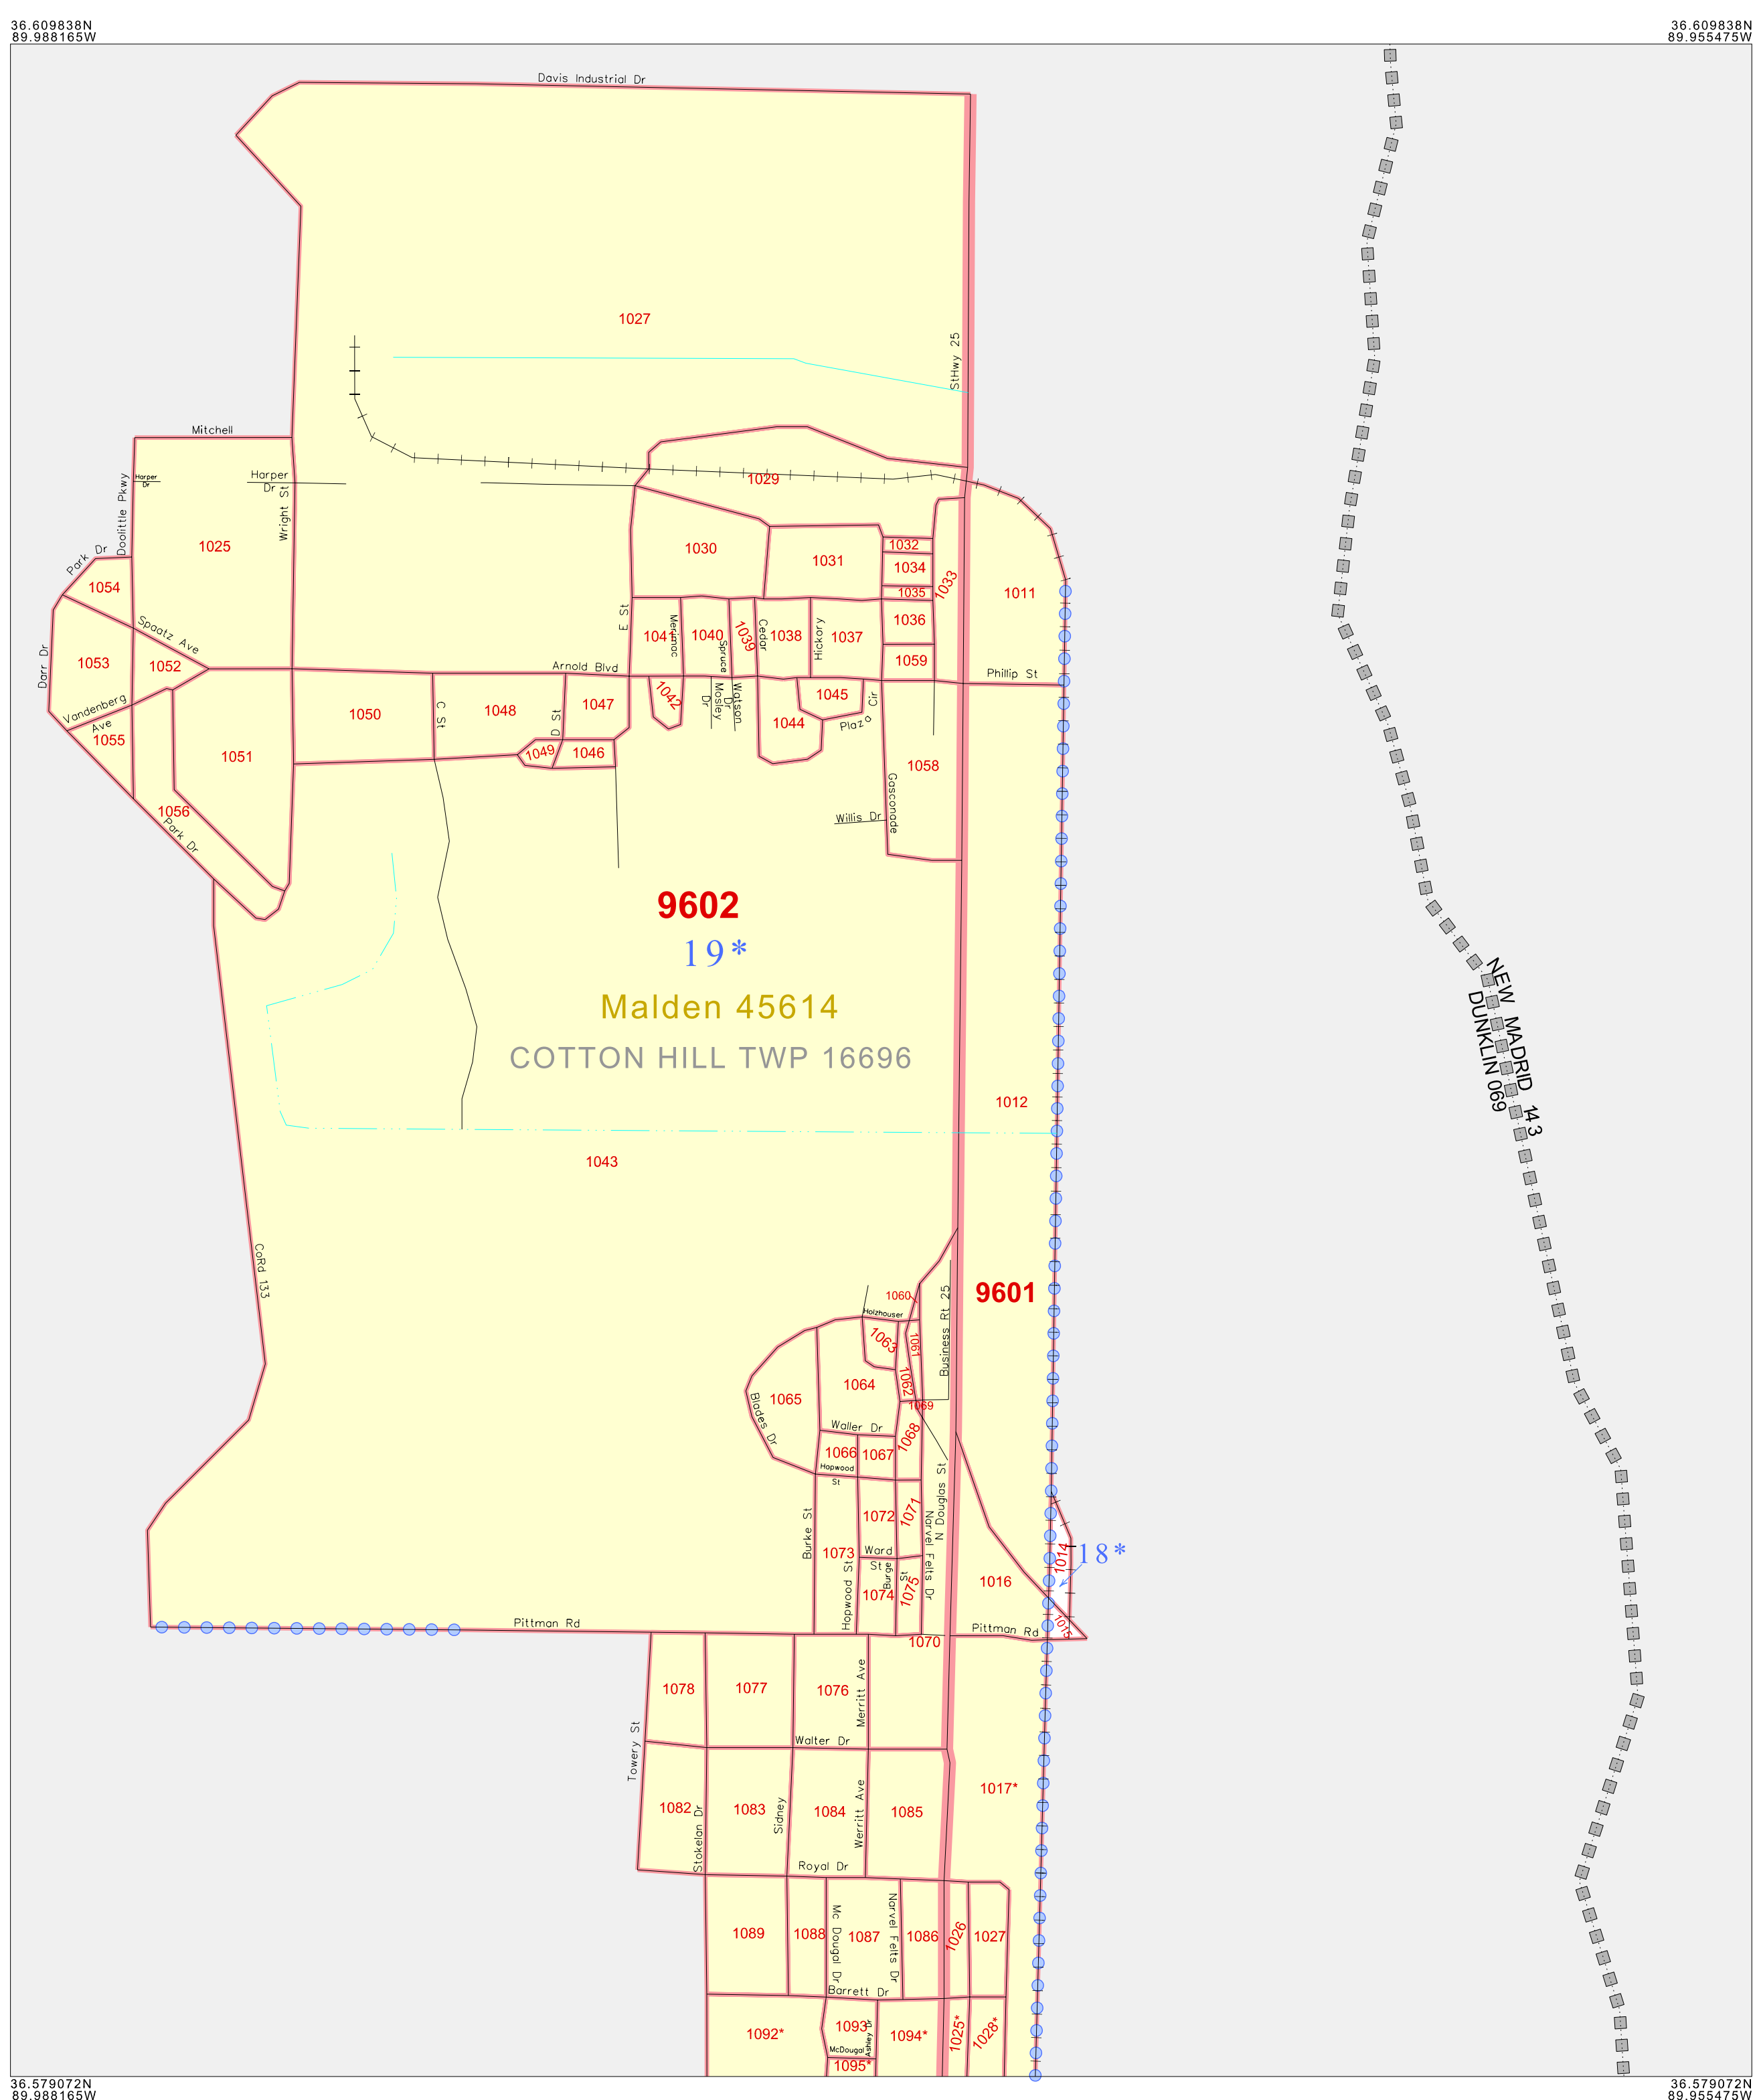 36.609838N
89.988165W
36.609838N
89.955475W
Davis Industrial Dr
1027
StHwy 25
Mitchell
Harper
Dr
Harper
Dr
Doolittle Pkwy
Wright St
1029
1025
1030
1031
1032
1034
1035
1033
1011
Park Dr
1054
E St
1041
Merimac
1040
Spruce
1039
Cedar
1038
Hickory
1037
1036
1059
Spaatz Ave
Darr Dr
1053
1052
Arnold Blvd
Phillip St
Vandenberg
Ave
1055
1050
C St
1048
D St
1047
1042
Mosley
Dr
Watson
Dr
1045
1044
Plaza Cir
1049
1046
1051
1058
1056
Park Dr
Gasconade
Willis Dr
9602
19*
Malden 45614
COTTON HILL TWP 16696
NEW MADRID 143
DUNKLIN 069
1012
1043
CoRd 133
9601
1060
Holzhouser
Business Rt 25
1063
1061
1062
1064
1065
Blades Dr
1069
Waller Dr
1068
1066
1067
Hopwood
St
N Douglas St
Burke St
1072
1071
Narvel Felts Dr
1073
Ward
St
Hopwood St
1074
Burge
St
1075
1016
1014
18*
1015
Pittman Rd
1070
Pittman Rd
1078
1077
1076
Merritt Ave
Towery St
Walter Dr
1017*
1082
Stokelan Dr
1083
Sidney
1084
Werritt Ave
1085
Royal Dr
1089
1088
Mc Dougal Dr
1087
Narvel Felts Dr
1086
1026
1027
Barrett Dr
1092*
1093
Ashley Dr
1094*
1025*
1028*
McDougal
1095*
36.579072N
89.988165W
36.579072N
89.955475W